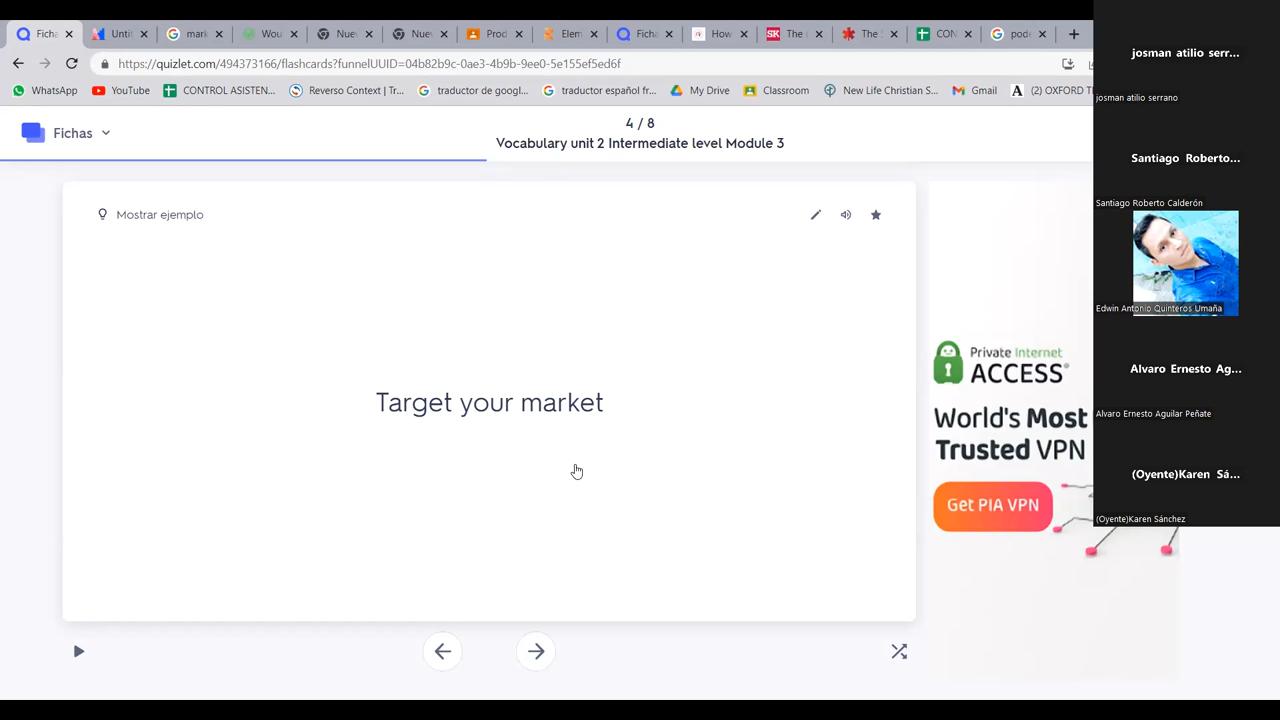 Ficha
Untit
mark
Wou
Nuev
Nuev
Prod
Elem
Ficha
How
The
The
CON
pode
https://quizlet.com/494373166/flashcards?funnelUUID=04b82b9c-0ae3-4b9b-9ee0-5e155ef5ed6f
WhatsApp
YouTube
CONTROL ASISTEN...
Reverso Context | Tr...
traductor de googl...
traductor español fr...
My Drive
Classroom
New Life Christian S...
Gmail
(2) OXFORD T
Fichas
4 / 8
Vocabulary unit 2 Intermediate level Module 3
Mostrar ejemplo
Target your market
Private Internet
ACCESS®
World's Most
Trusted VPN
Get PIA VPN
josman atilio serr...
josman atilio serrano
Santiago Roberto...
Santiago Roberto Calderón
Edwin Antonio Quinteros Umaña
Alvaro Ernesto Ag...
Alvaro Ernesto Aguilar Peñate
(Oyente)Karen Sá...
(Oyente)Karen Sánchez